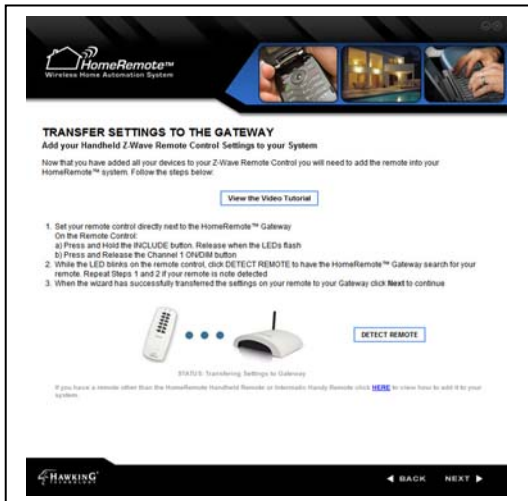 HomeRemote™
Wireless Home Automation System
TRANSFER SETTINGS TO THE GATEWAY
Add your Handheld Z-Wave Remote Control Settings to your System
Now that you have added all your devices to your Z-Wave Remote Control you will need to add the remote into your
HomeRemote™ system. Follow the steps below:
View the Video Tutorial
1. Set your remote control directly next to the HomeRemote™ Gateway
On the Remote Control:
a) Press and Hold the INCLUDE button. Release when the LEDs flash
b) Press and Release the Channel 1 ON/DIM button
2. While the LED blinks on the remote control, click DETECT REMOTE to have the HomeRemote™ Gateway search for your
remote. Repeat Steps 1 and 2 if your remote is note detected
3. When the wizard has successfully transferred the settings on your remote to your Gateway click Next to continue
DETECT REMOTE
STATUS: Transfering Settings to Gateway
If you have a remote other than the HomeRemote Handheld Remote or Intermatic Handy Remote click HERE to view how to add it to your
system.
HAWKING
TECHNOLOGY
BACK NEXT